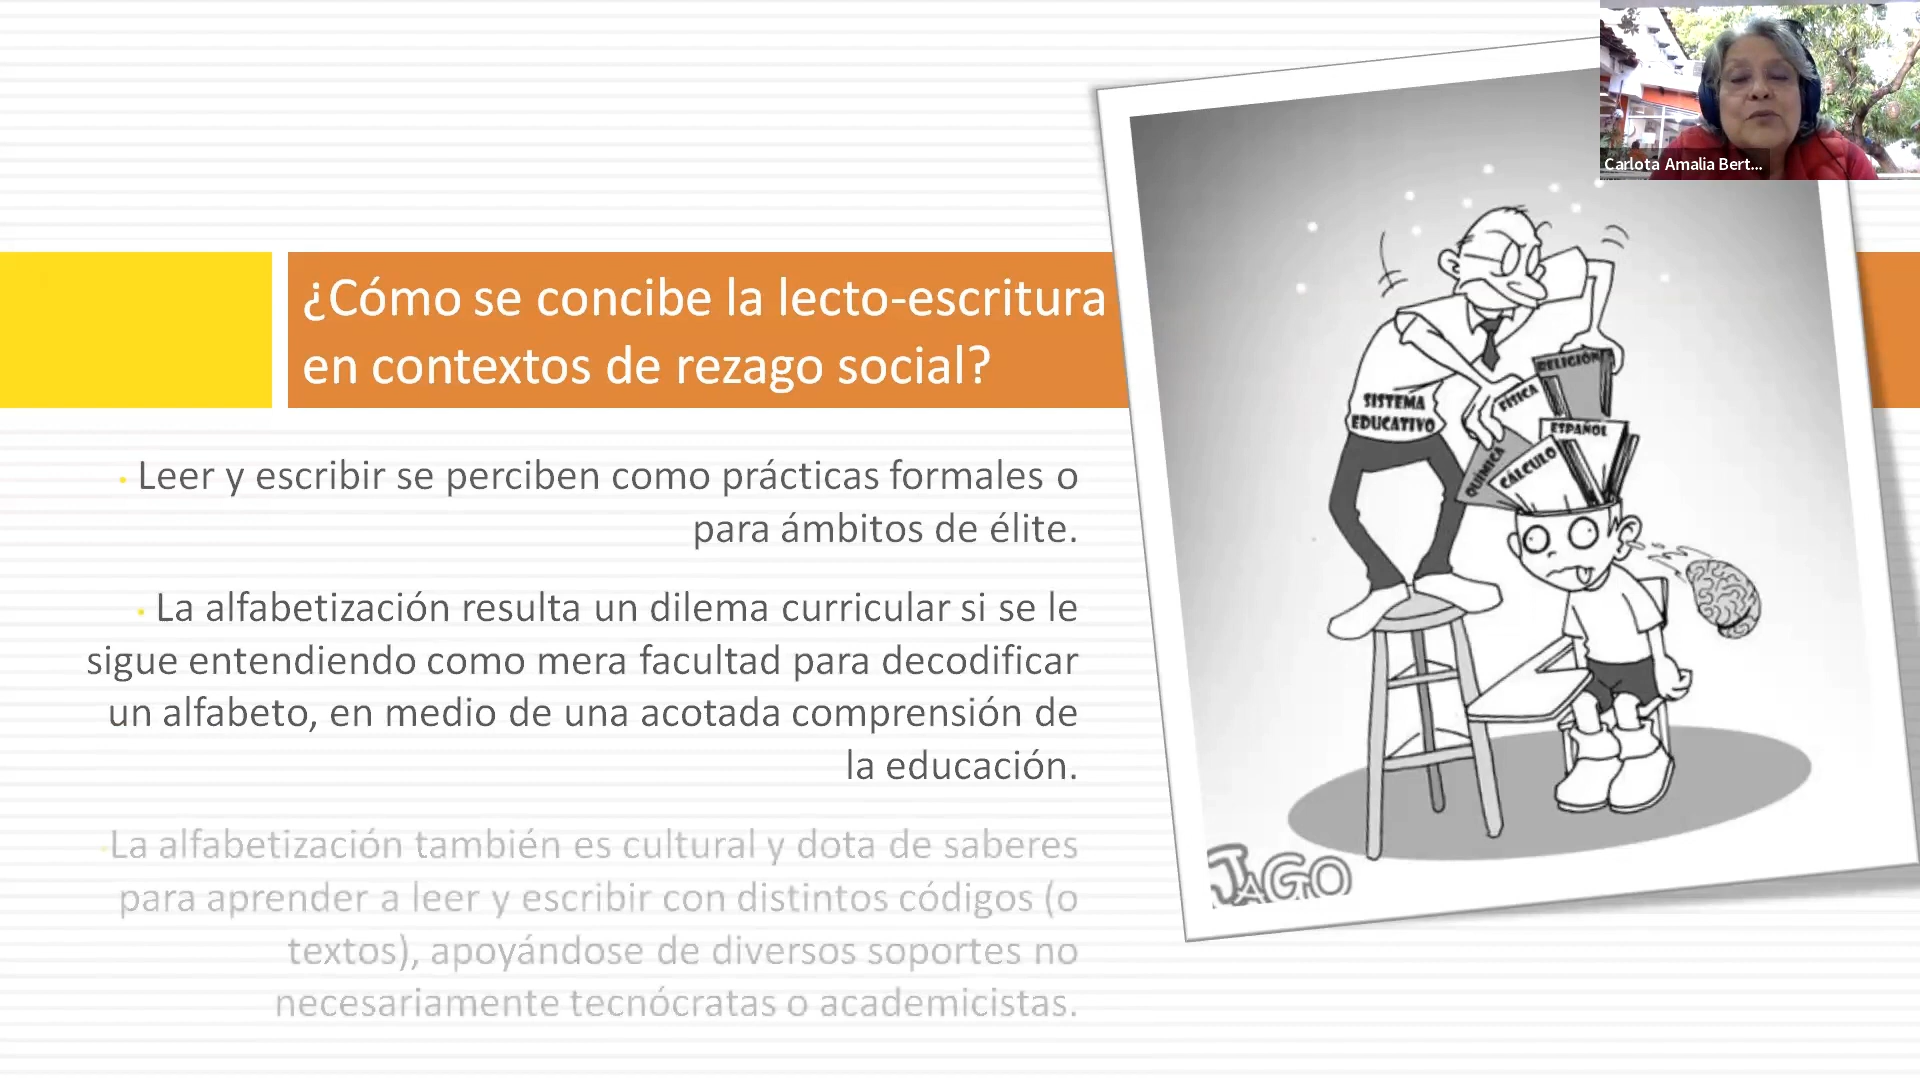 Carlota Amalia Bert...
¿Cómo se concibe la lecto-escritura
en contextos de rezago social?
• Leer y escribir se perciben como prácticas formales o
para ámbitos de élite.
• La alfabetización resulta un dilema curricular si se le
sigue entendiendo como mera facultad para decodificar
un alfabeto, en medio de una acotada comprensión de
la educación.
•La alfabetización también es cultural y dota de saberes
para aprender a leer y escribir con distintos códigos (o
textos), apoyándose de diversos soportes no
necesariamente tecnócratas o academicistas.
SISTEMA
EDUCATIVO
RELIGIÓN
FÍSICA
ESPAÑOL
QUÍMICA
CÁLCULO
JAGO